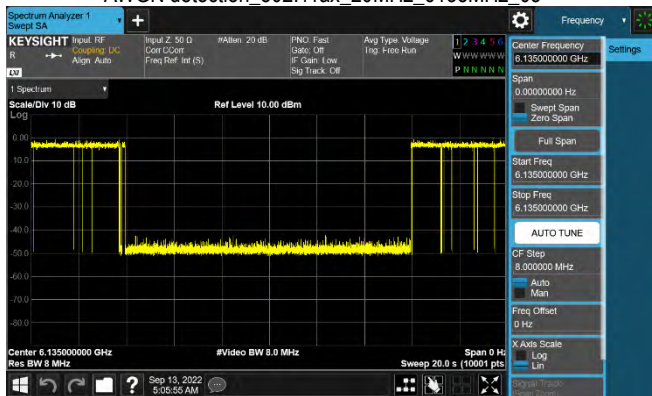 Spectrum Analyzer 1
Swept SA
Frequency
KEYSIGHT
R
Input: RF
Coupling: DC
Align: Auto
Input Z: 50 Ω
Corr CCorr
Freq Ref: Int (S)
#Atten: 20 dB
PNO: Fast
Gate: Off
IF Gain: Low
Sig Track: Off
Avg Type: Voltage
Trig: Free Run
1 2 3 4 5 6
W W W W W W
P N N N N N
Center Frequency
6.135000000 GHz
Settings
Span
0.00000000 Hz
Swept Span
Zero Span
Full Span
Start Freq
6.135000000 GHz
Stop Freq
6.135000000 GHz
AUTO TUNE
CF Step
8.000000 MHz
Auto
Man
Freq Offset
0 Hz
X Axis Scale
Log
Lin
1 Spectrum
Scale/Div 10 dB
Ref Level 10.00 dBm
Log
0.00
-10.0
-20.0
-30.0
-40.0
-50.0
-60.0
-70.0
-80.0
Center 6.135000000 GHz
#Video BW 8.0 MHz
Span 0 Hz
Res BW 8 MHz
Sweep 20.0 s (10001 pts
Sep 13, 2022
5:05:55 AM